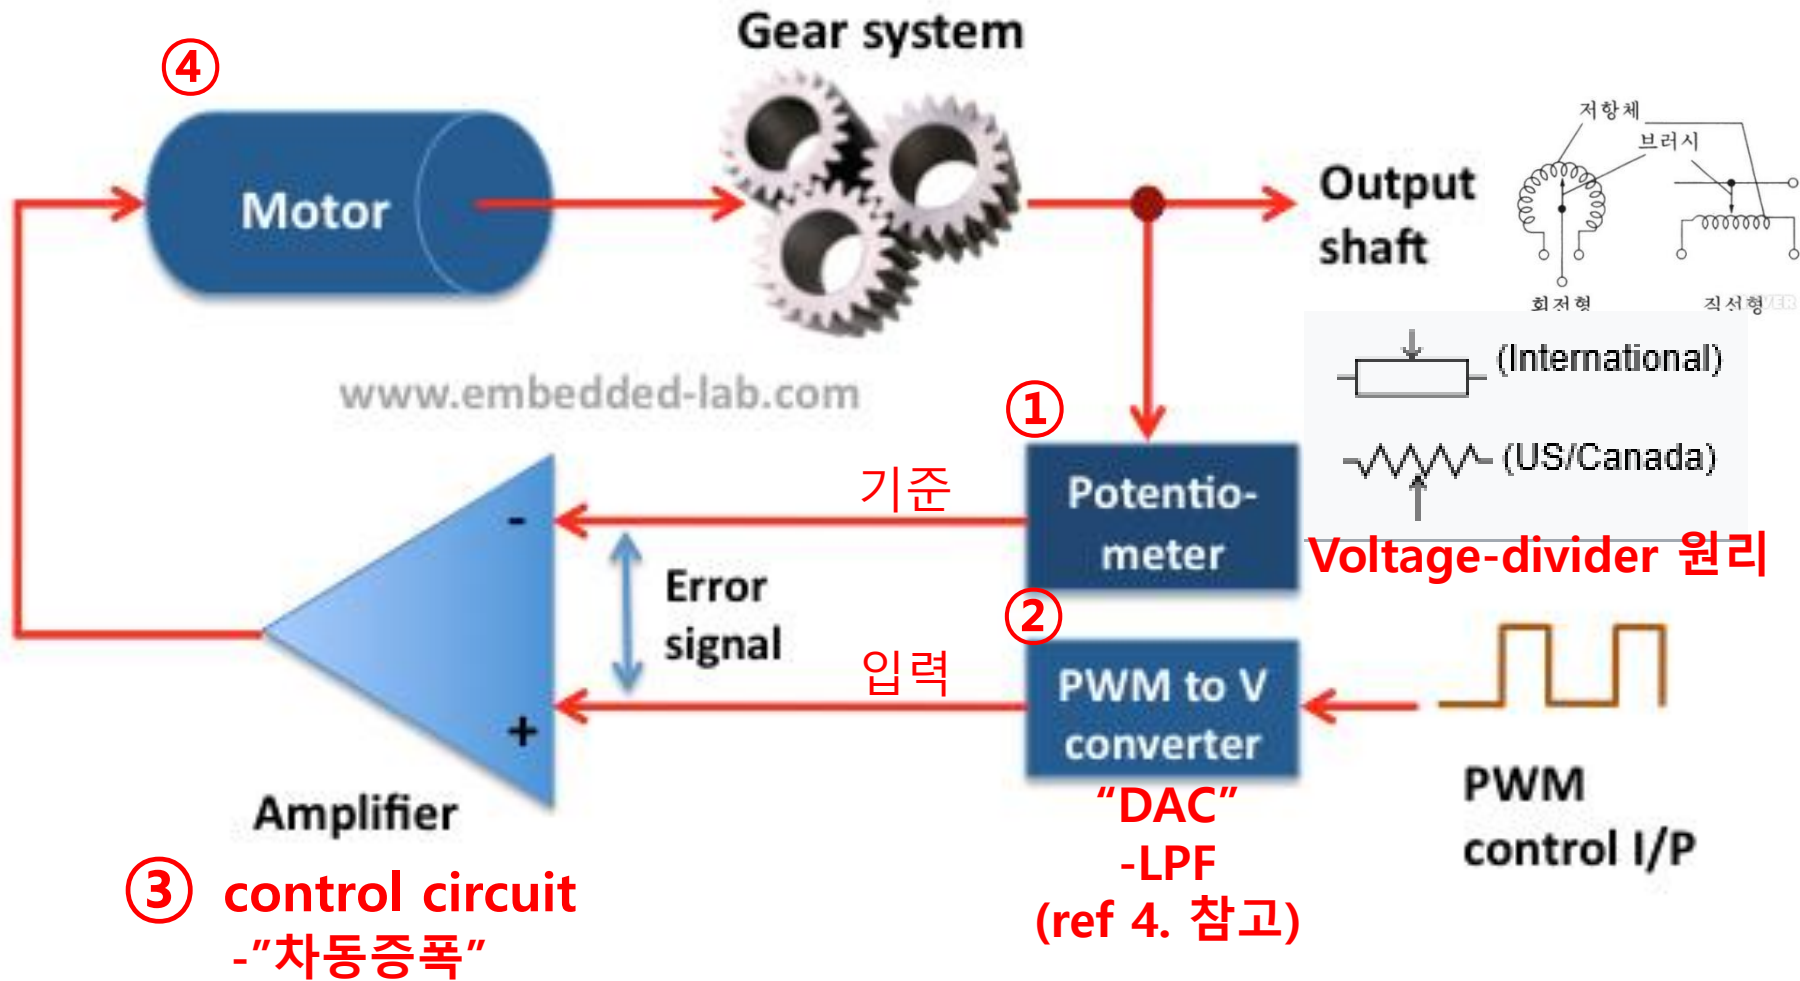 Gear system
④
Motor
Output
shaft
저항체
브러시
회전형
직선형
(International)
(US/Canada)
Voltage-divider 원리
www.embedded-lab.com
①
기준
Potentio-
meter
-
Error
signal
②
입력
PWM to V
converter
+
"DAC"
-LPF
(ref 4. 참고)
PWM
control I/P
Amplifier
③ control circuit
-"차동증폭"